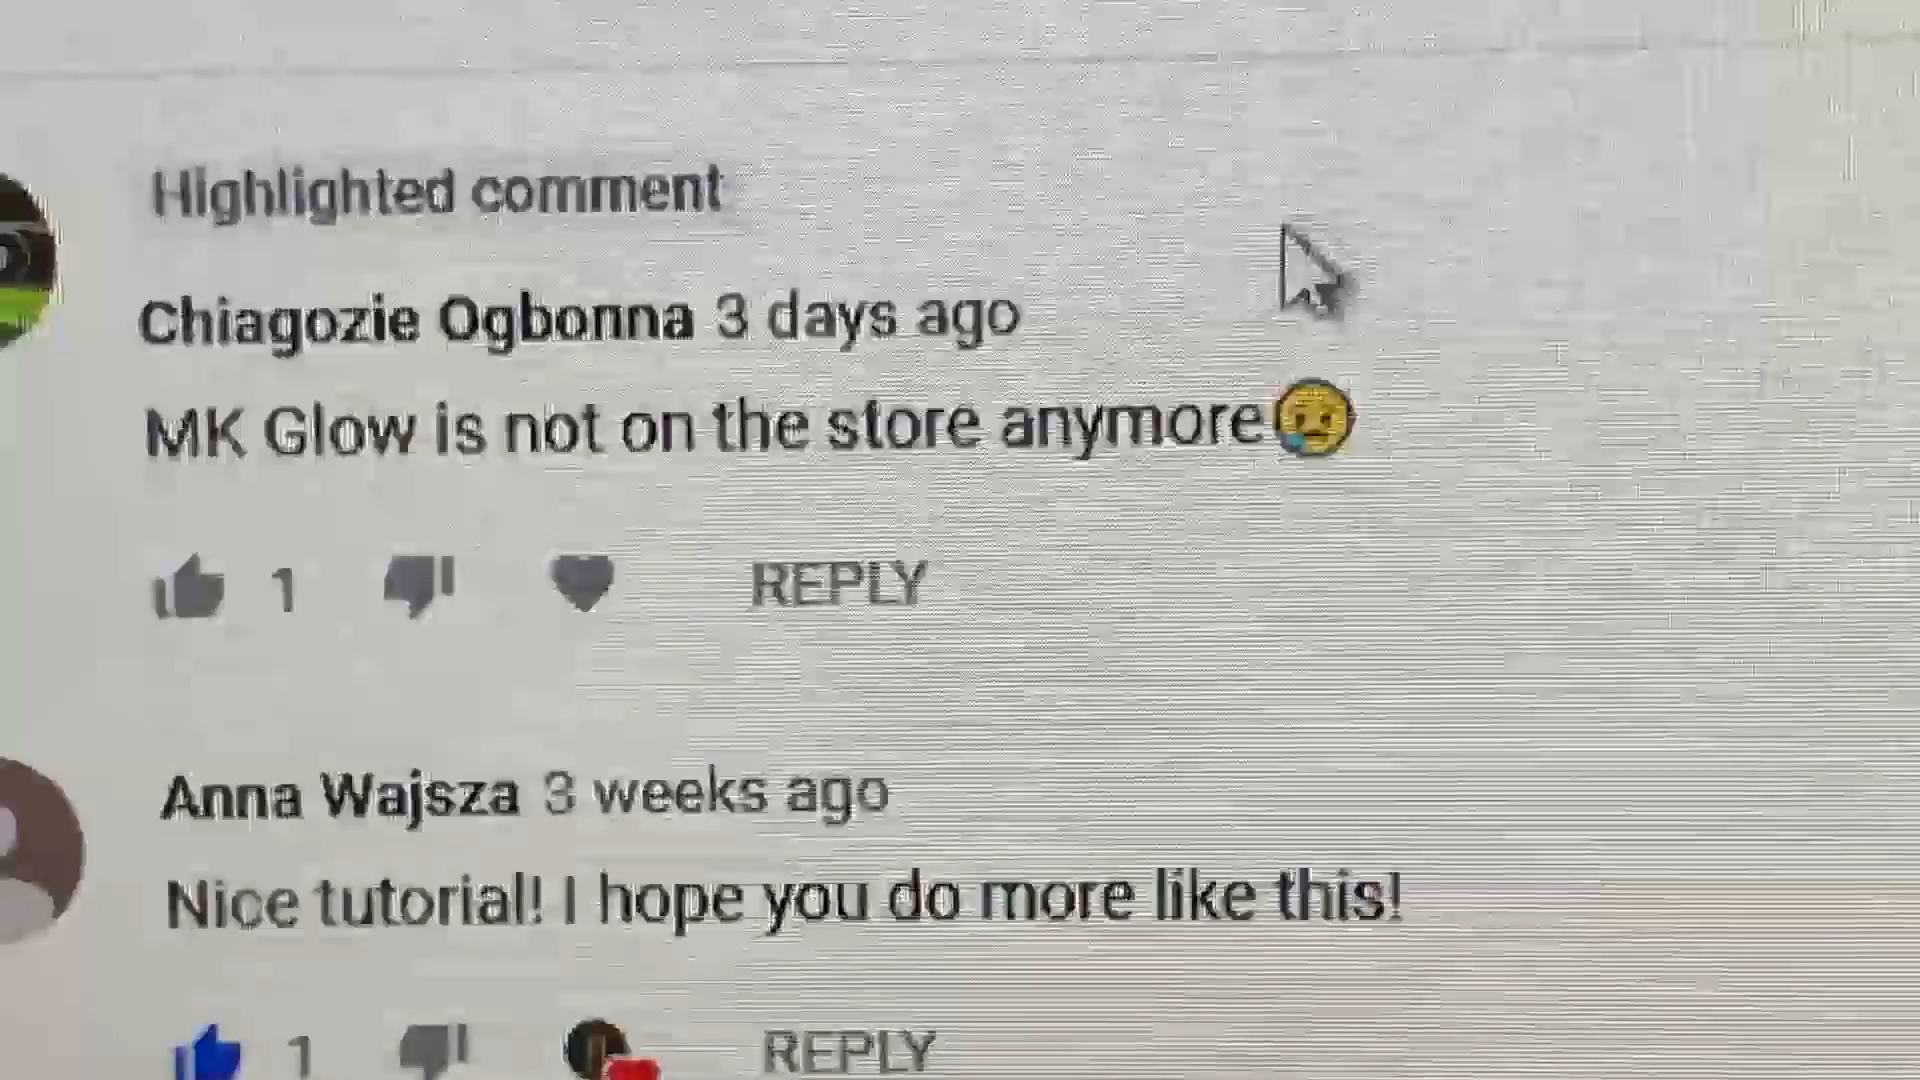 Highlighted comment
Chiagozie Ogbonna 3 days ago
MK Glow is not on the store anymore😢
1 REPLY
Anna Wajsza 3 weeks ago
Nice tutorial! I hope you do more like this!
1 REPLY